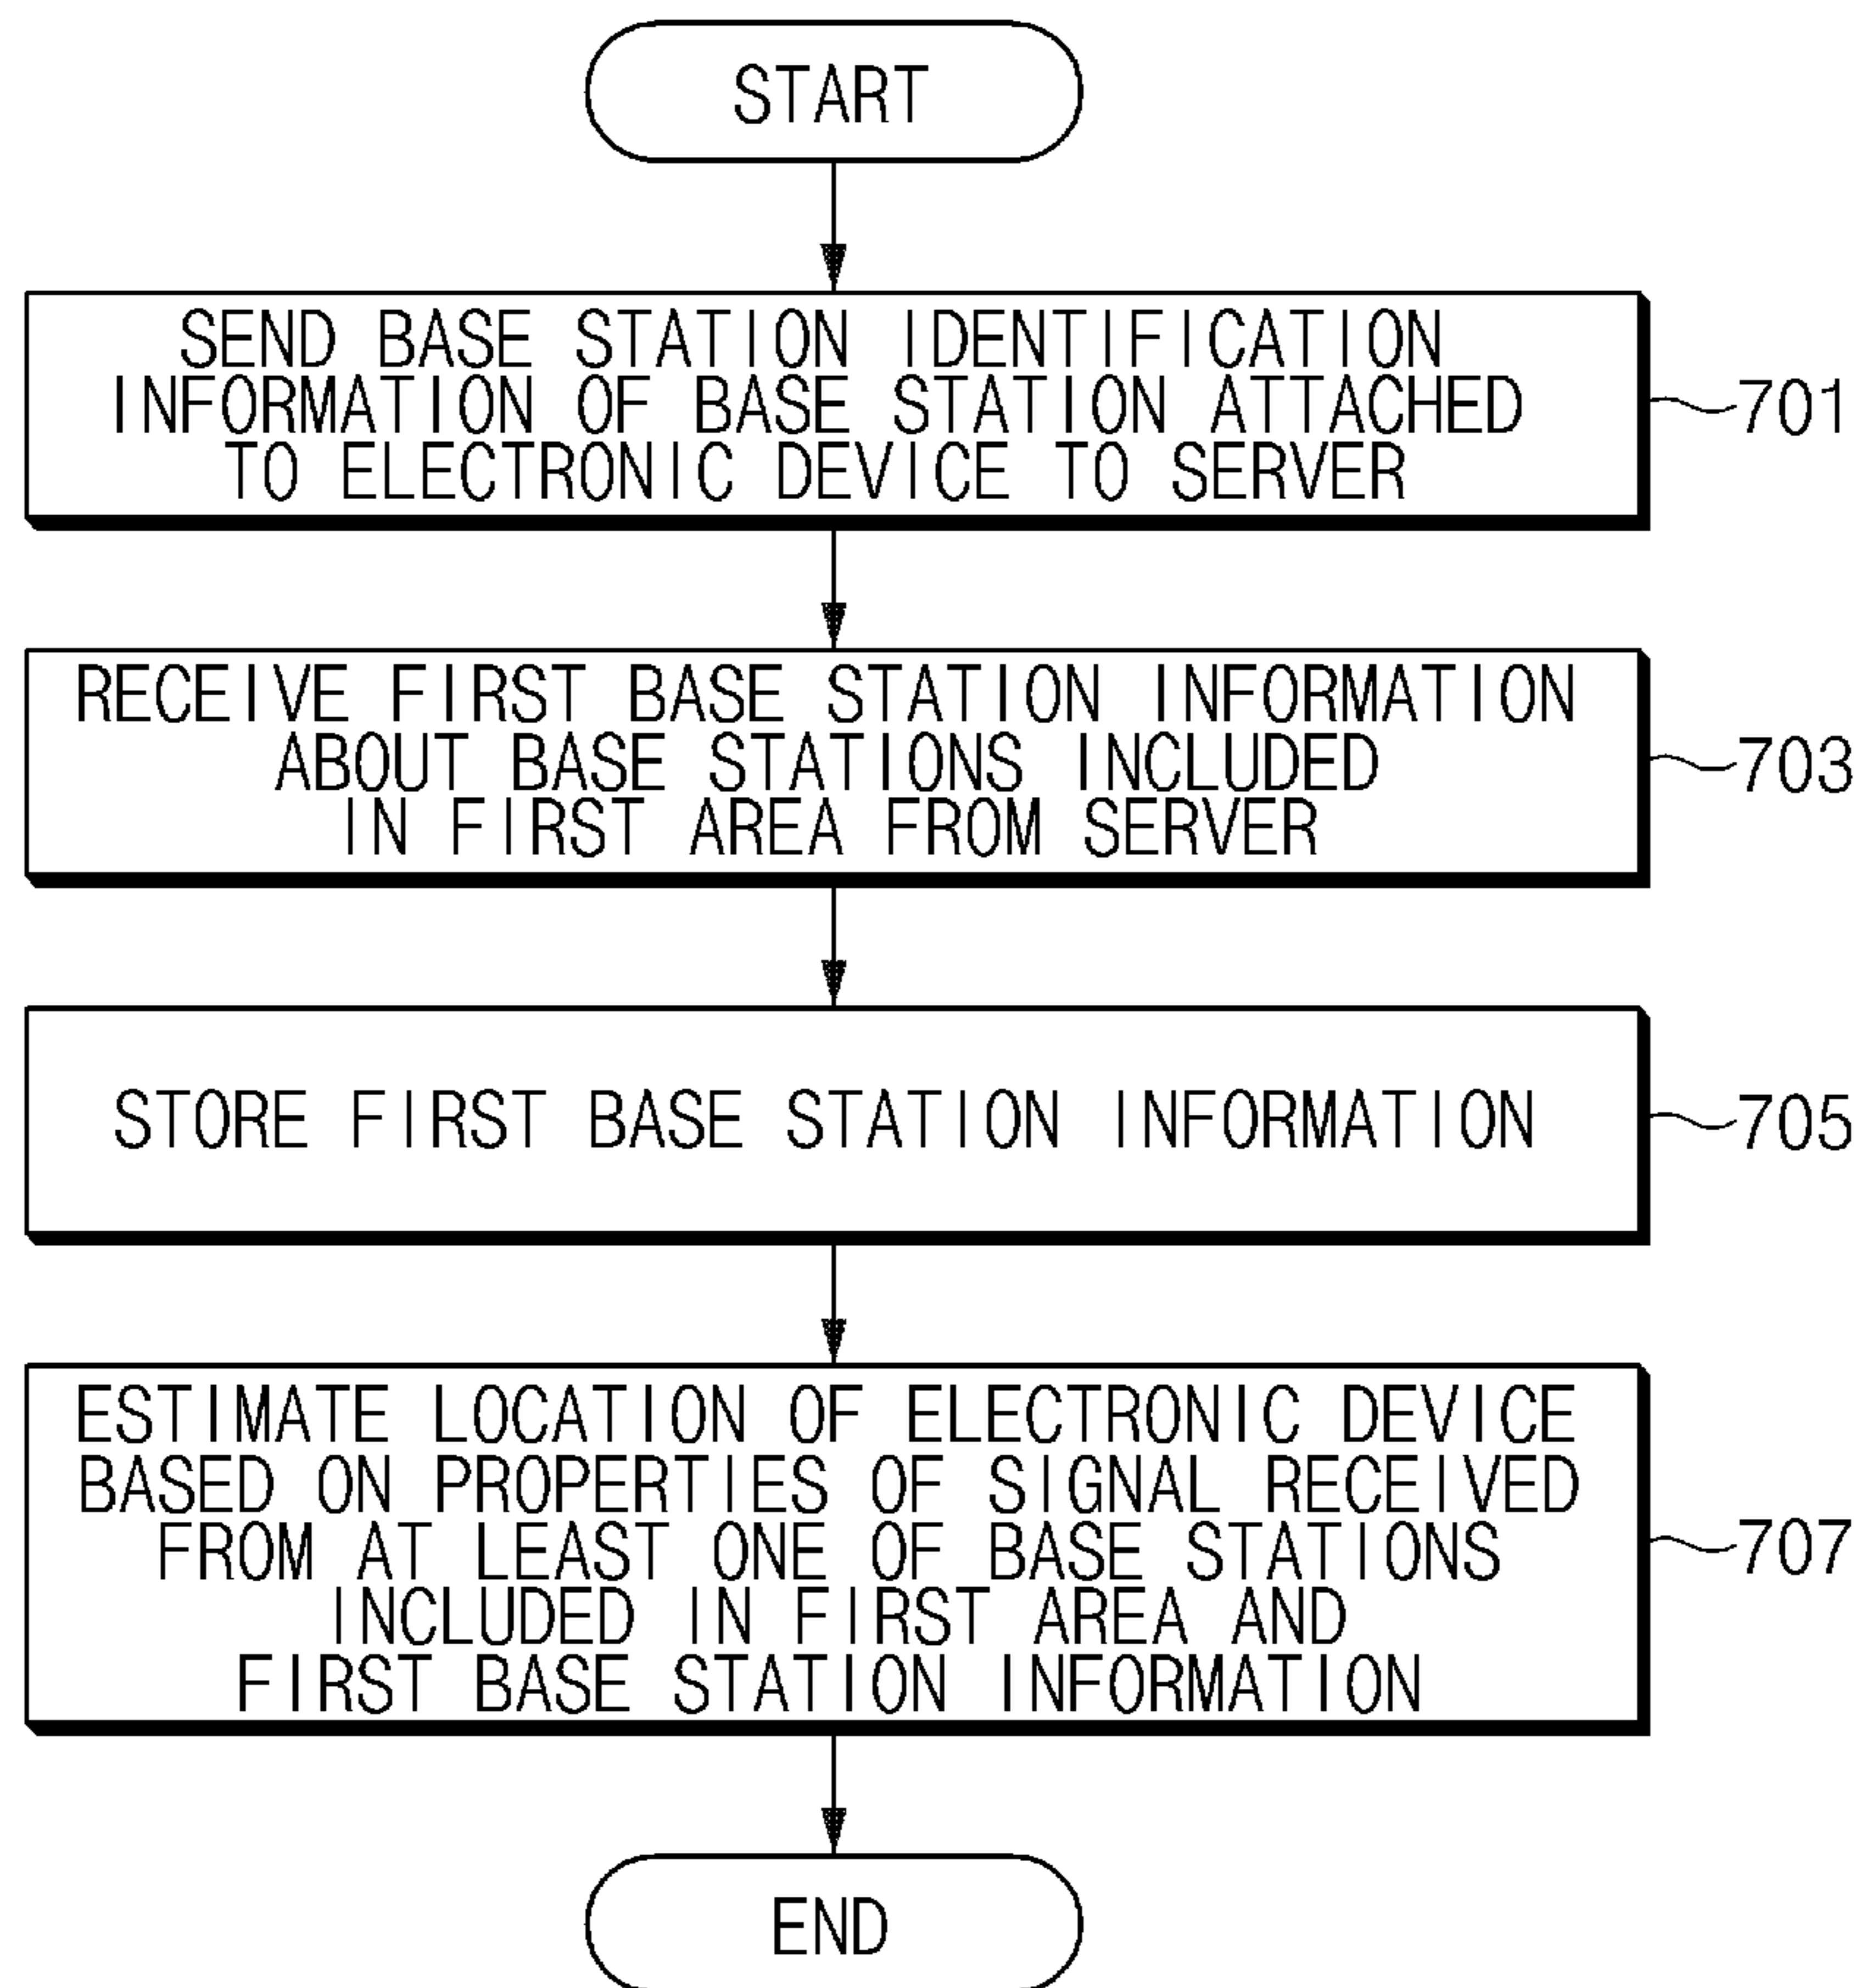 START
SEND BASE STATION IDENTIFICATION
INFORMATION OF BASE STATION ATTACHED
TO ELECTRONIC DEVICE TO SERVER
701
RECEIVE FIRST BASE STATION INFORMATION
ABOUT BASE STATIONS INCLUDED
IN FIRST AREA FROM SERVER
703
STORE FIRST BASE STATION INFORMATION
705
ESTIMATE LOCATION OF ELECTRONIC DEVICE
BASED ON PROPERTIES OF SIGNAL RECEIVED
FROM AT LEAST ONE OF BASE STATIONS
INCLUDED IN FIRST AREA AND
FIRST BASE STATION INFORMATION
707
END